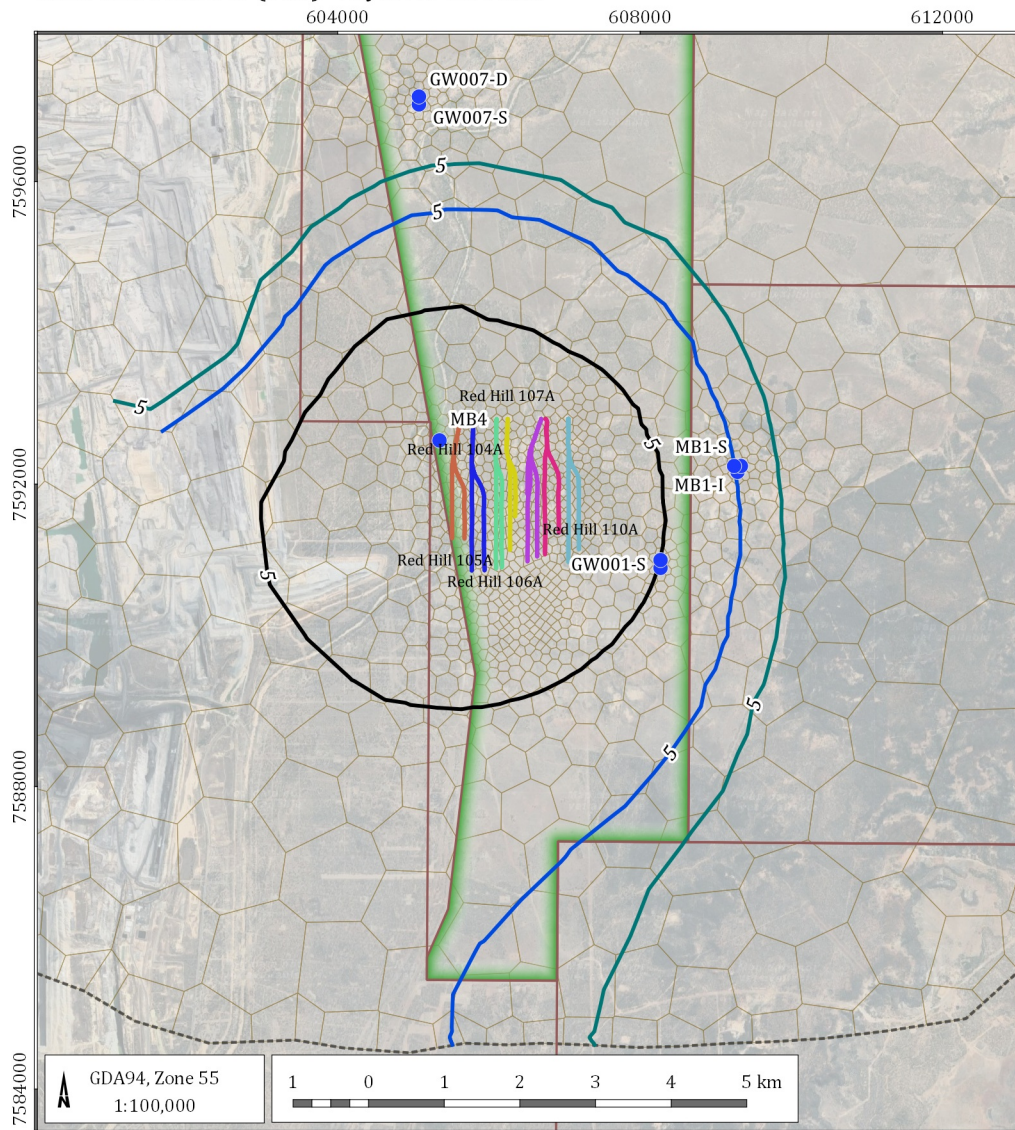 604000
608000
612000
GW007-D
GW007-S
7596000
5
5
5
Red Hill 107A
MB4
5
Red Hill 104A
MB1-S
7592000
MB1-I
Red Hill 110A
Red Hill 105A
GW001-S
5
Red Hill 106A
5
5
7588000
7584000
GDA94, Zone 55
N
1:100,000
1 0 1 2 3 4 5 km